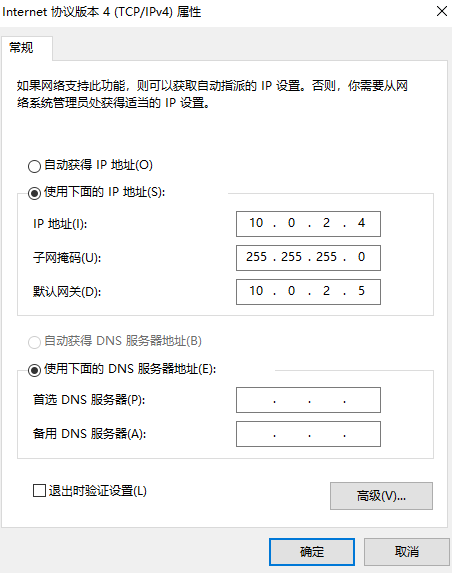 Internet 协议版本 4 (TCP/IPv4) 属性
常规
如果网络支持此功能，则可以获取自动指派的 IP 设置。否则，你需要从网
络系统管理员处获得适当的 IP 设置。
自动获得 IP 地址(O)
使用下面的 IP 地址(S):
IP 地址(I): 10 . 0 . 2 . 4
子网掩码(U): 255 . 255 . 255 . 0
默认网关(D): 10 . 0 . 2 . 5
自动获得 DNS 服务器地址(B)
使用下面的 DNS 服务器地址(E):
首选 DNS 服务器(P): . . .
备用 DNS 服务器(A): . . .
退出时验证设置(L)
高级(V)...
确定 取消